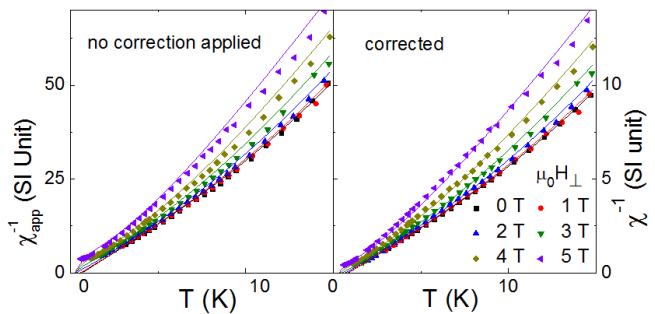 no correction applied
corrected
50
25
0
10
5
0
χ⁻¹app (SI Unit)
χ⁻¹ (SI unit)
μ₀H⊥
0 T
1 T
2 T
3 T
4 T
5 T
0
10
0
10
T (K)
T (K)